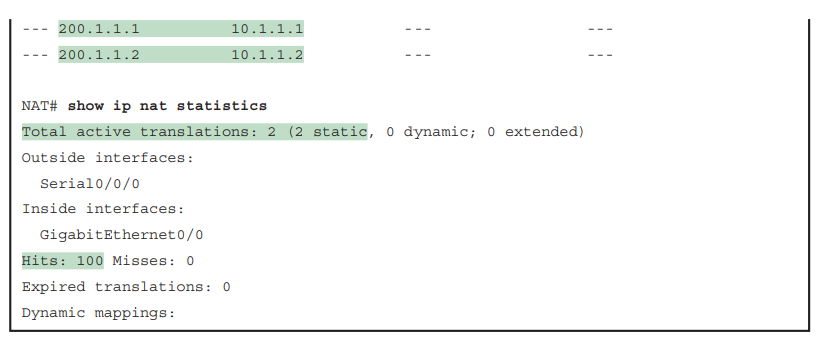 --- 200.1.1.1          10.1.1.1           ---                 ---
--- 200.1.1.2          10.1.1.2           ---                 ---
NAT# show ip nat statistics
Total active translations: 2 (2 static, 0 dynamic; 0 extended)
Outside interfaces:
  Serial0/0/0
Inside interfaces:
  GigabitEthernet0/0
Hits: 100 Misses: 0
Expired translations: 0
Dynamic mappings: